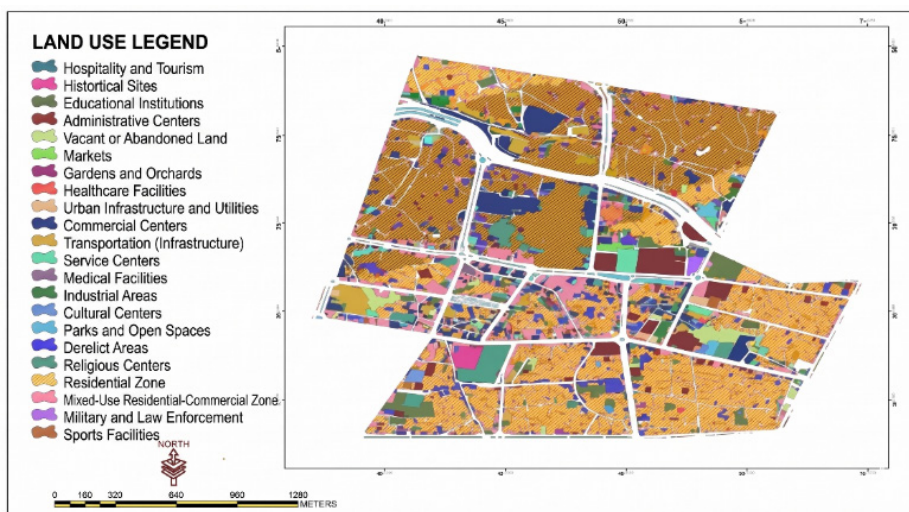 LAND USE LEGEND
Hospitality and Tourism
Histortical Sites
Educational Institutions
Administrative Centers
Vacant or Abandoned Land
Markets
Gardens and Orchards
Healthcare Facilities
Urban Infrastructure and Utilities
Commercial Centers
Transportation (Infrastructure)
Service Centers
Medical Facilities
Industrial Areas
Cultural Centers
Parks and Open Spaces
Derelict Areas
Religious Centers
Residential Zone
Mixed-Use Residential-Commercial Zone
Military and Law Enforcement
Sports Facilities
NORTH
0 160 320 640 960 1280
METERS